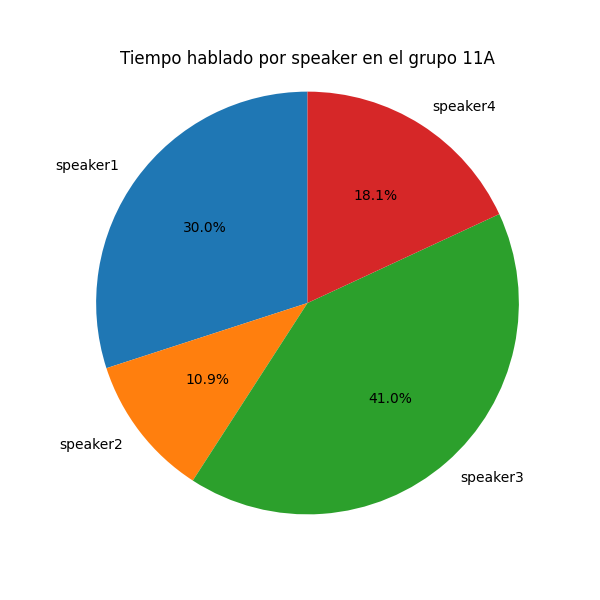 Tiempo hablado por speaker en el grupo 11A
speaker4
speaker1
18.1%
30.0%
10.9%
41.0%
speaker2
speaker3